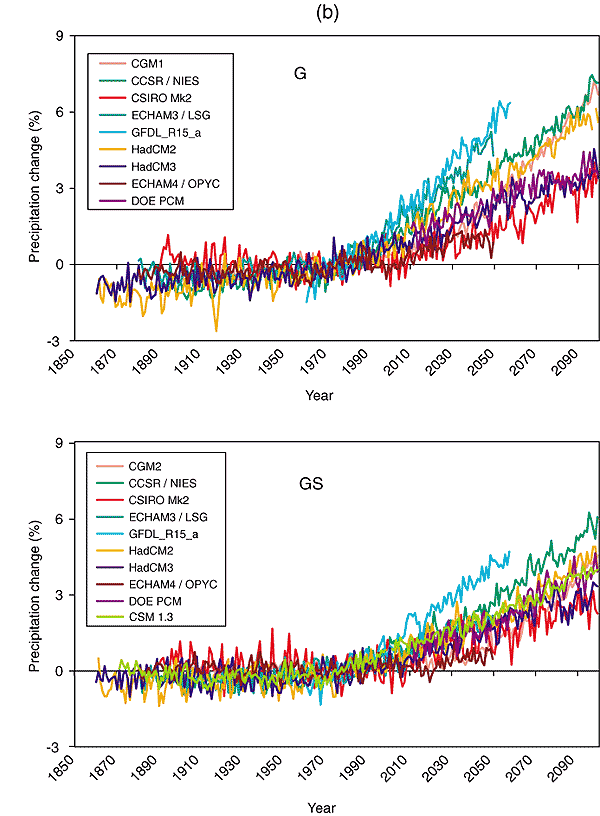 (b)
9
6
3
0
-3
Precipitation change (%)
CGM1
CCSR / NIES
CSIRO Mk2
ECHAM3 / LSG
GFDL_R15_a
HadCM2
HadCM3
ECHAM4 / OPYC
DOE PCM
G
1850 1870 1890 1910 1930 1950 1970 1990 2010 2030 2050 2070 2090
Year
9
6
3
0
-3
Precipitation change (%)
CGM2
CCSR / NIES
CSIRO Mk2
ECHAM3 / LSG
GFDL_R15_a
HadCM2
HadCM3
ECHAM4 / OPYC
DOE PCM
CSM 1.3
GS
1850 1870 1890 1910 1930 1950 1970 1990 2010 2030 2050 2070 2090
Year